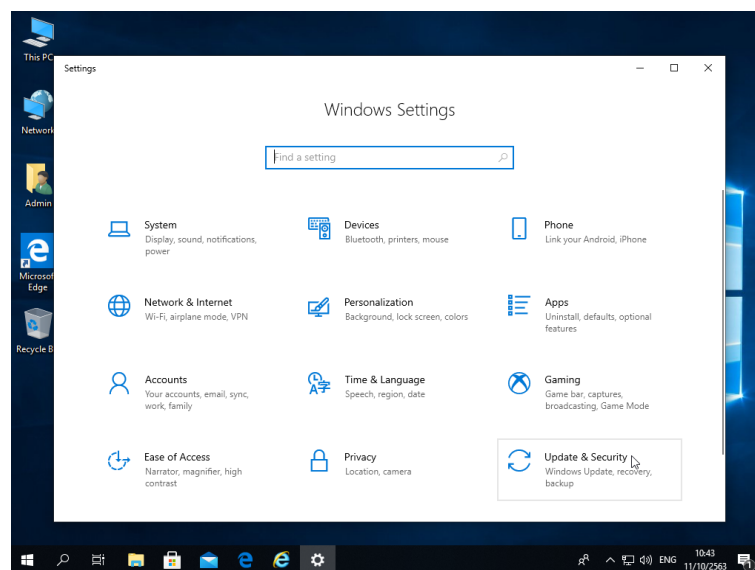 This PC
Settings
Windows Settings
Network
Find a setting
Admin
System
Display, sound, notifications,
power
Devices
Bluetooth, printers, mouse
Phone
Link your Android, iPhone
Microsof
Edge
Network & Internet
Wi-Fi, airplane mode, VPN
Personalization
Background, lock screen, colors
Apps
Uninstall, defaults, optional
features
Recycle B
Accounts
Your accounts, email, sync,
work, family
Time & Language
Speech, region, date
Gaming
Game bar, captures,
broadcasting, Game Mode
Ease of Access
Narrator, magnifier, high
contrast
Privacy
Location, camera
Update & Security
Windows Update, recovery,
backup
ENG
10:43
11/10/2563